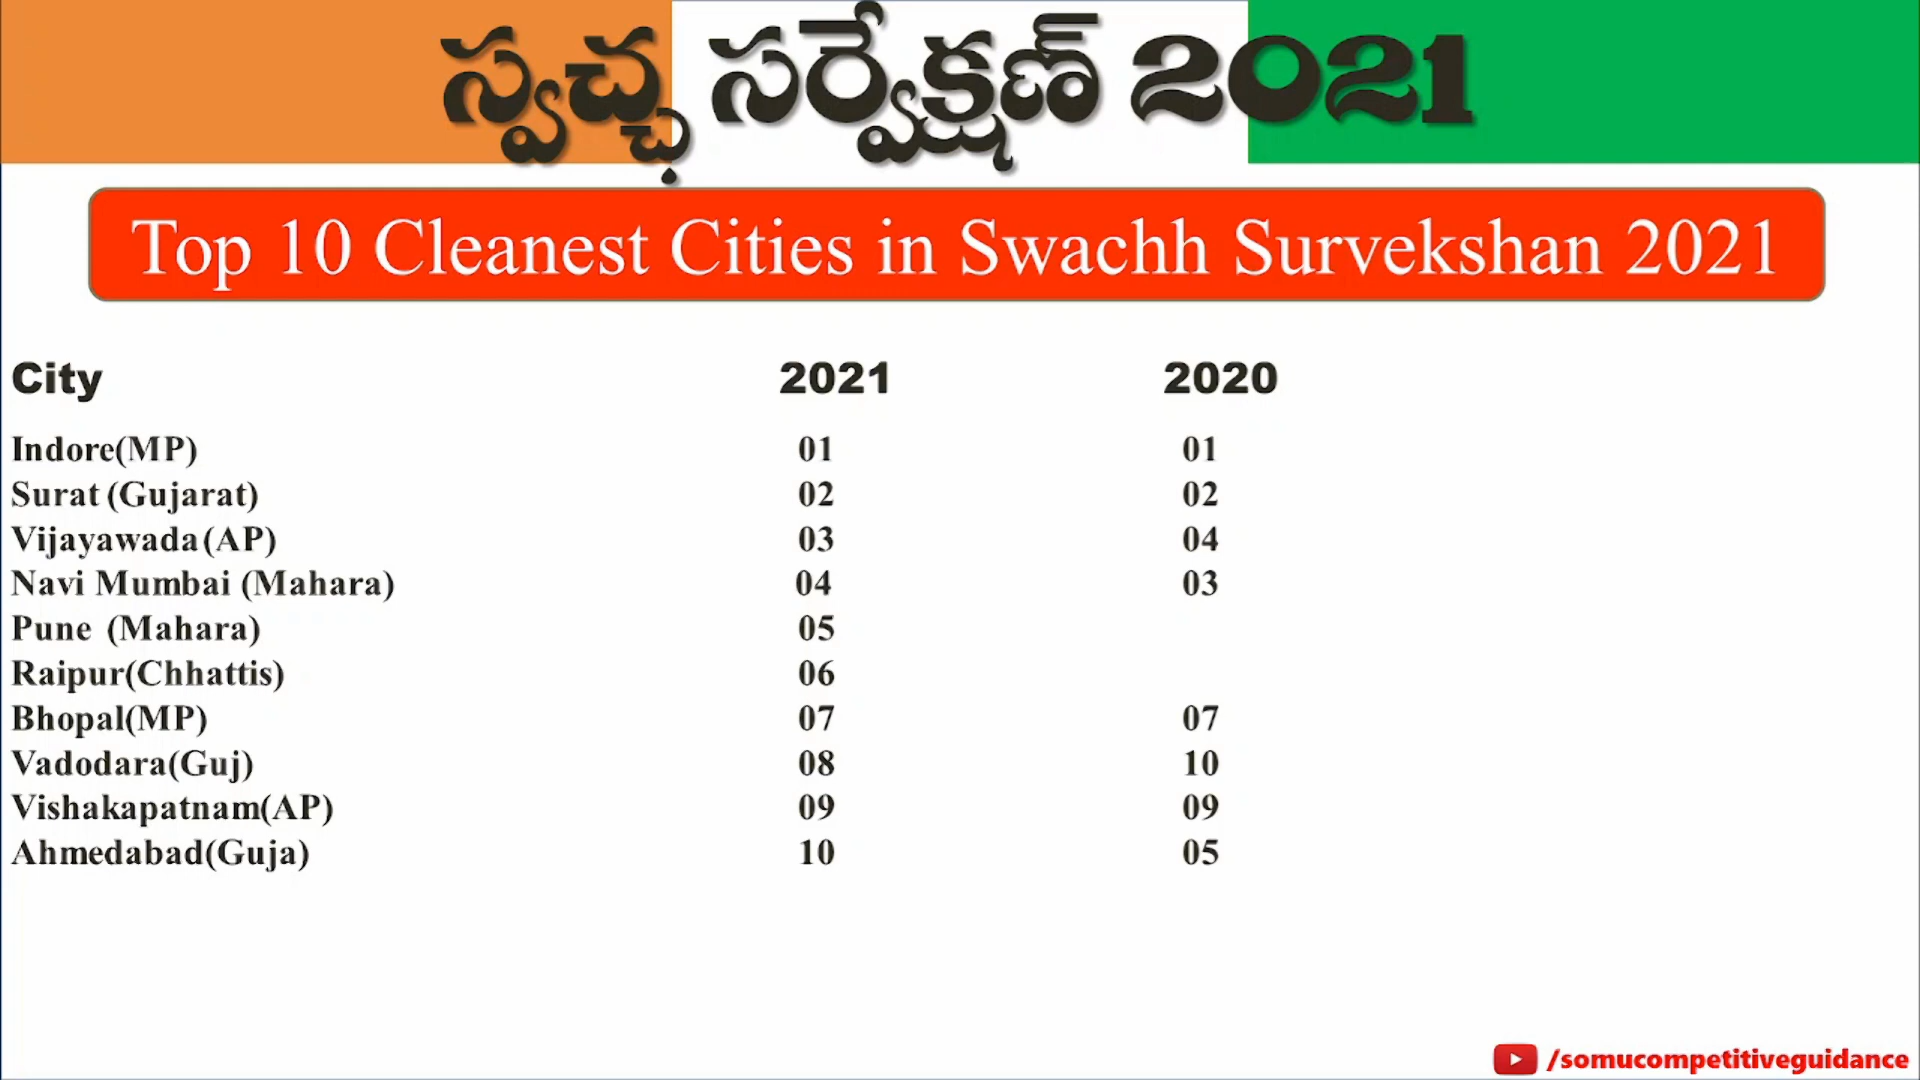 స్వచ్ఛ సర్వేక్షణ్ 2021
Top 10 Cleanest Cities in Swachh Survekshan 2021
City 2021 2020
Indore(MP) 01 01
Surat (Gujarat) 02 02
Vijayawada (AP) 03 04
Navi Mumbai (Mahara) 04 03
Pune (Mahara) 05
Raipur(Chhattis) 06
Bhopal(MP) 07 07
Vadodara(Guj) 08 10
Vishakapatnam(AP) 09 09
Ahmedabad(Guja) 10 05
/somucompetitiveguidance